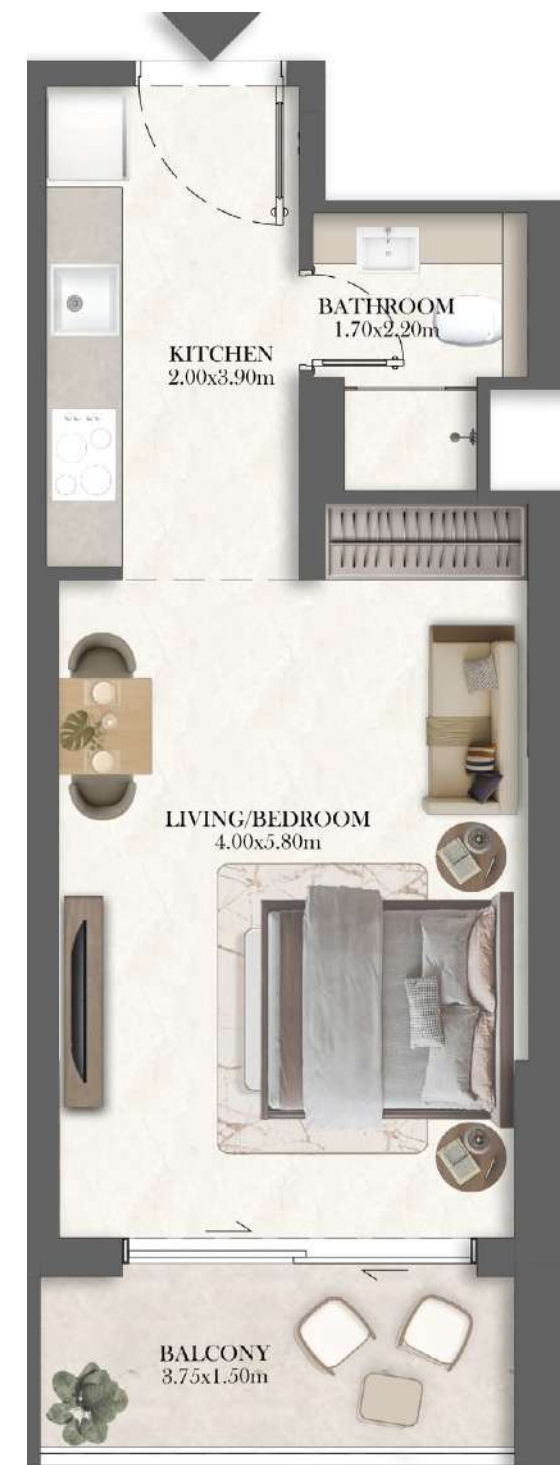 BATHROOM
1.70x2.20m
KITCHEN
2.00x3.90m
LIVING/BEDROOM
4.00x5.80m
BALCONY
3.75x1.50m